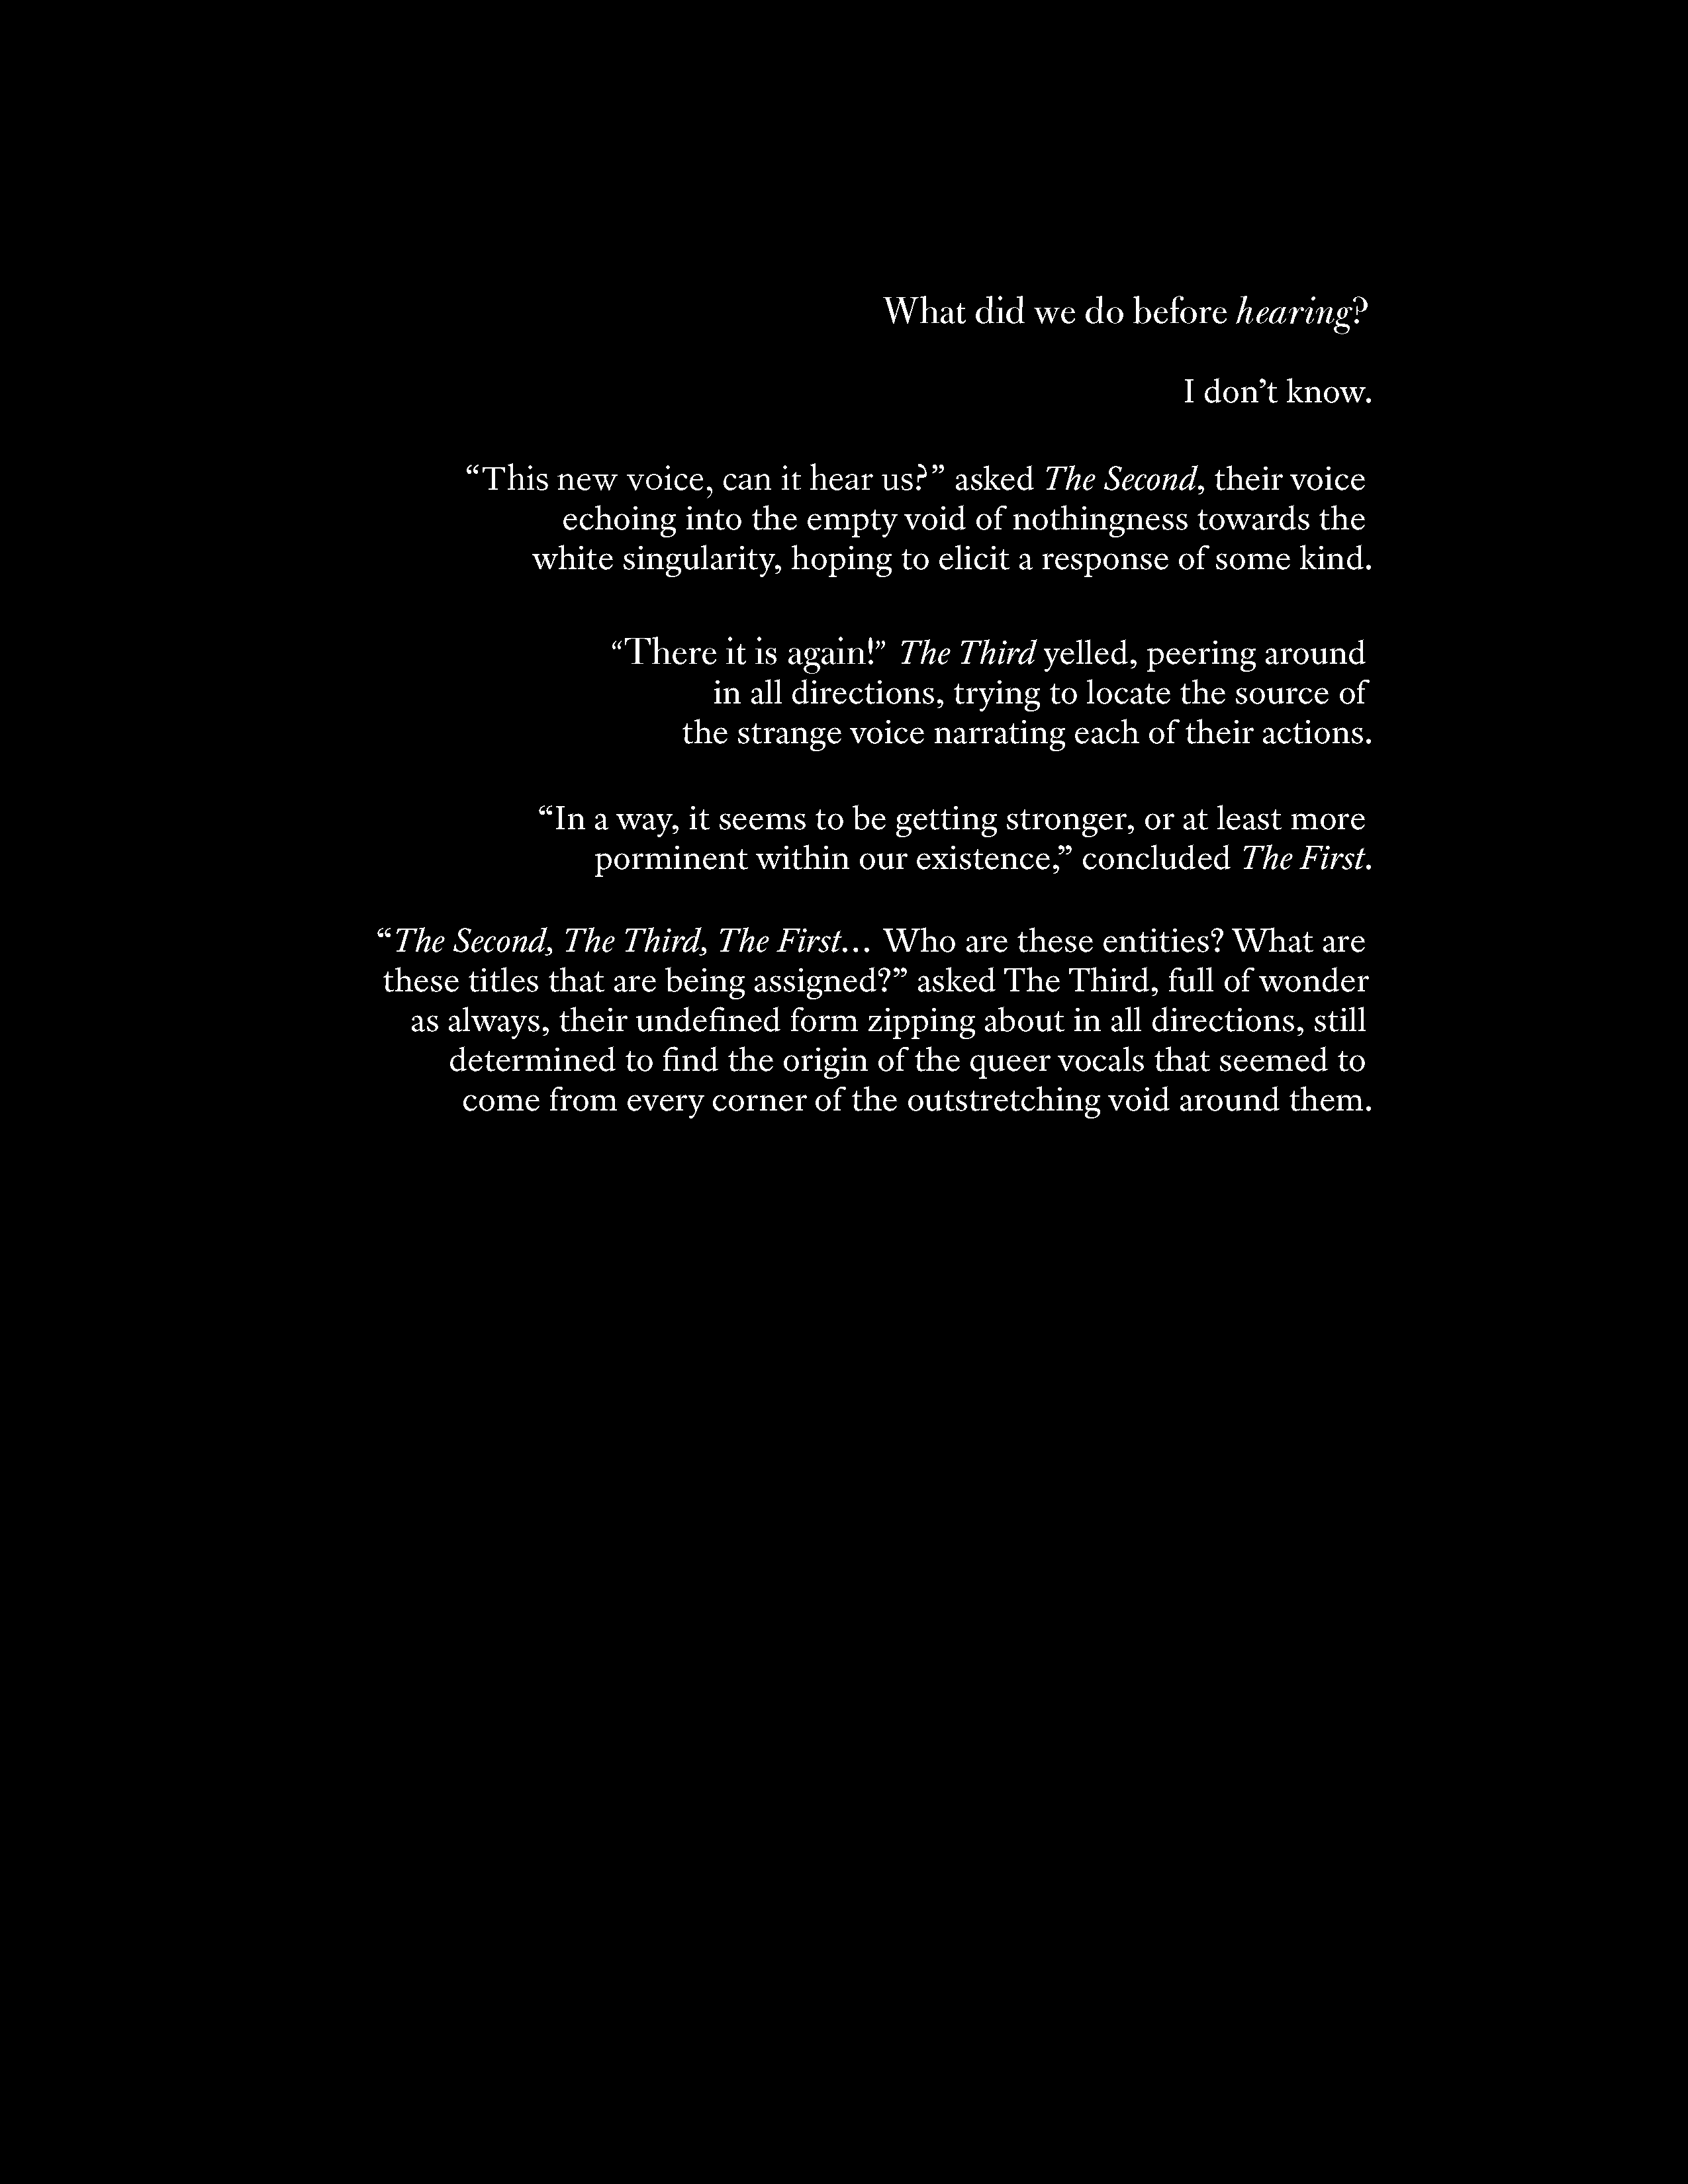 What did we do before hearing?
I don’t know.
“This new voice, can it hear us?” asked The Second, their voice
echoing into the empty void of nothingness towards the
white singularity, hoping to elicit a response of some kind.
“There it is again!” The Third yelled, peering around
in all directions, trying to locate the source of
the strange voice narrating each of their actions.
“In a way, it seems to be getting stronger, or at least more
porminent within our existence,” concluded The First.
“The Second, The Third, The First… Who are these entities? What are
these titles that are being assigned?” asked The Third, full of wonder
as always, their undefined form zipping about in all directions, still
determined to find the origin of the queer vocals that seemed to
come from every corner of the outstretching void around them.